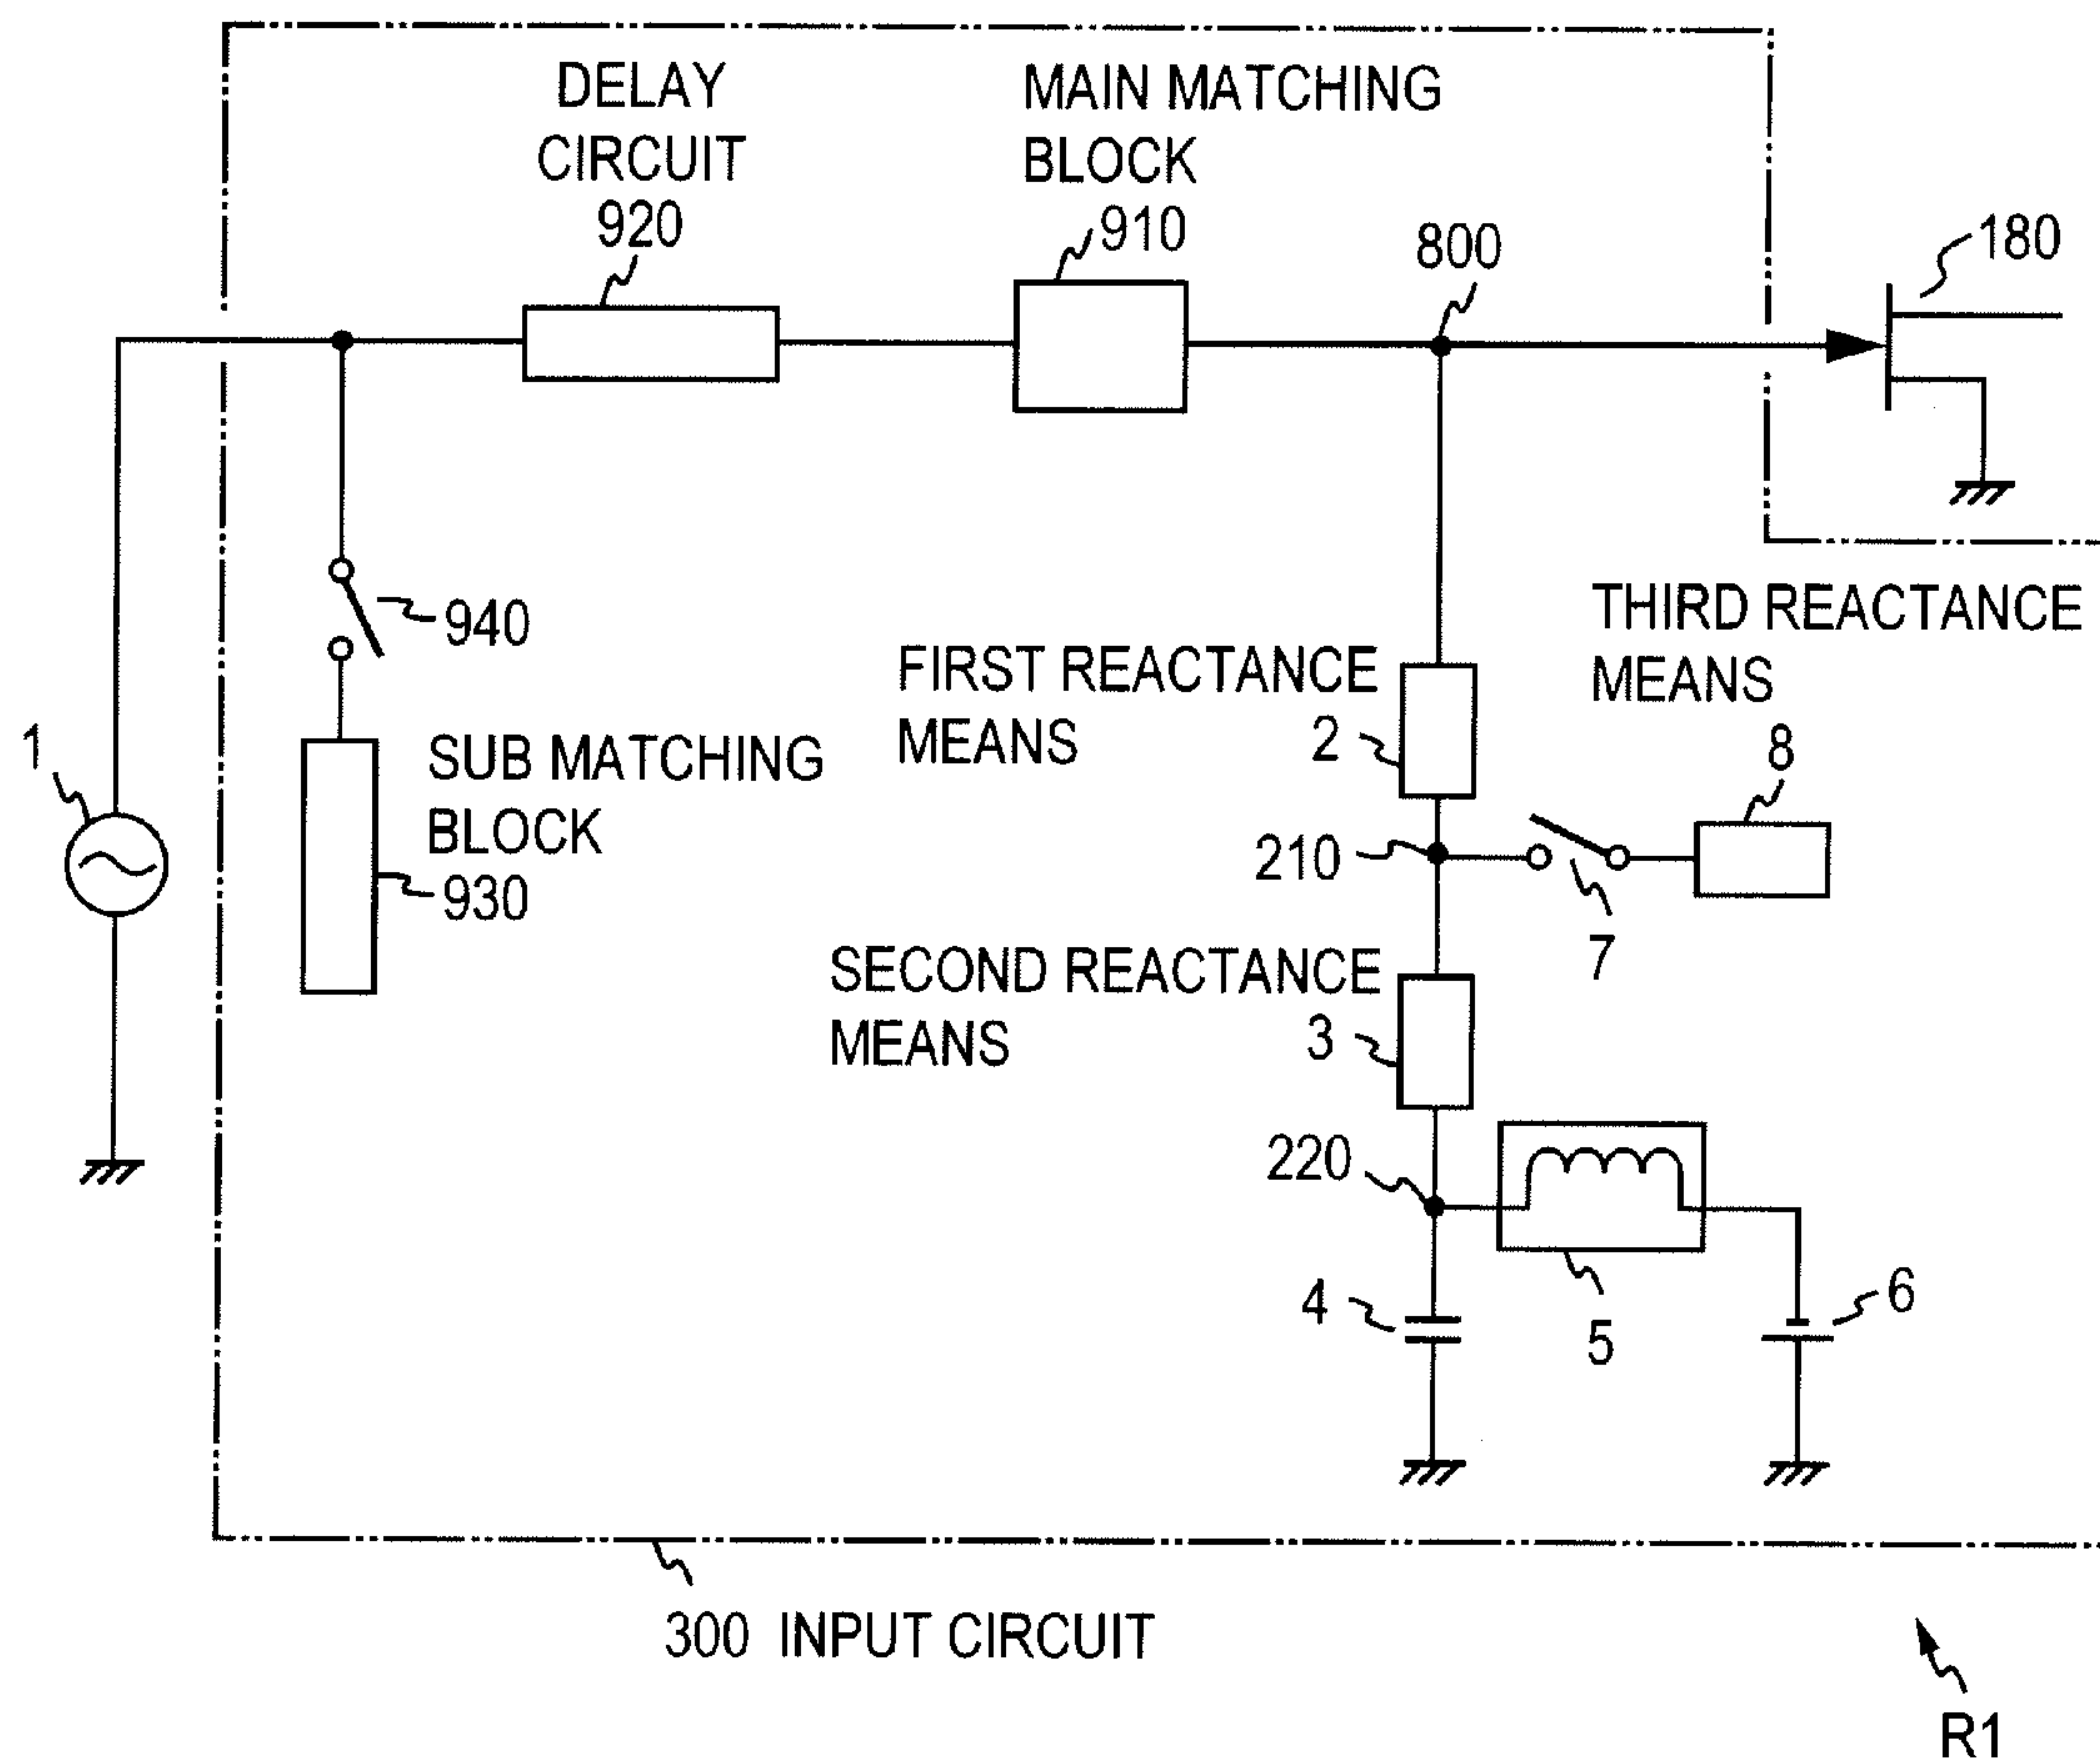 DELAY
CIRCUIT
920
MAIN MATCHING
BLOCK
910
800
180
940
THIRD REACTANCE
MEANS
8
FIRST REACTANCE
MEANS
2
1
SUB MATCHING
BLOCK
930
210
7
SECOND REACTANCE
MEANS
3
220
4
5
6
300 INPUT CIRCUIT
R1